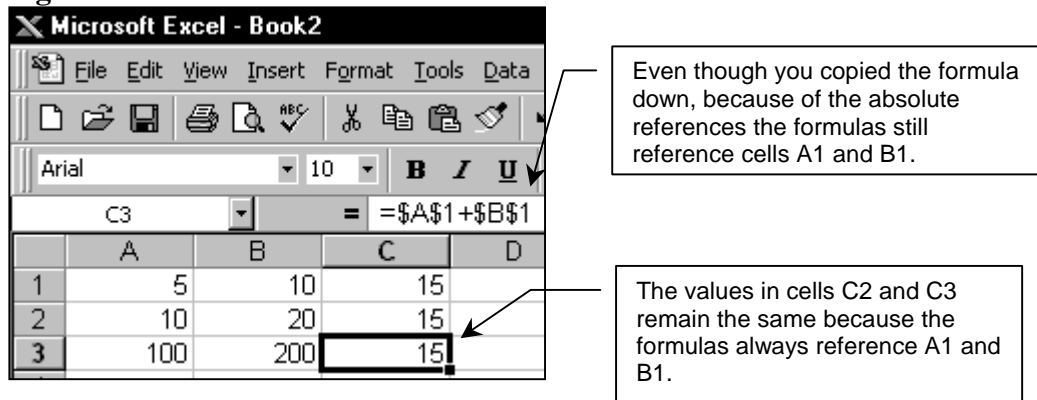 Microsoft Excel - Book2
File Edit View Insert Format Tools Data
ABC
Arial 10 B I U
C3 = =$A$1+$B$1
A B C D
1 5 10 15
2 10 20 15
3 100 200 15
Even though you copied the formula
down, because of the absolute
references the formulas still
reference cells A1 and B1.
The values in cells C2 and C3
remain the same because the
formulas always reference A1 and
B1.